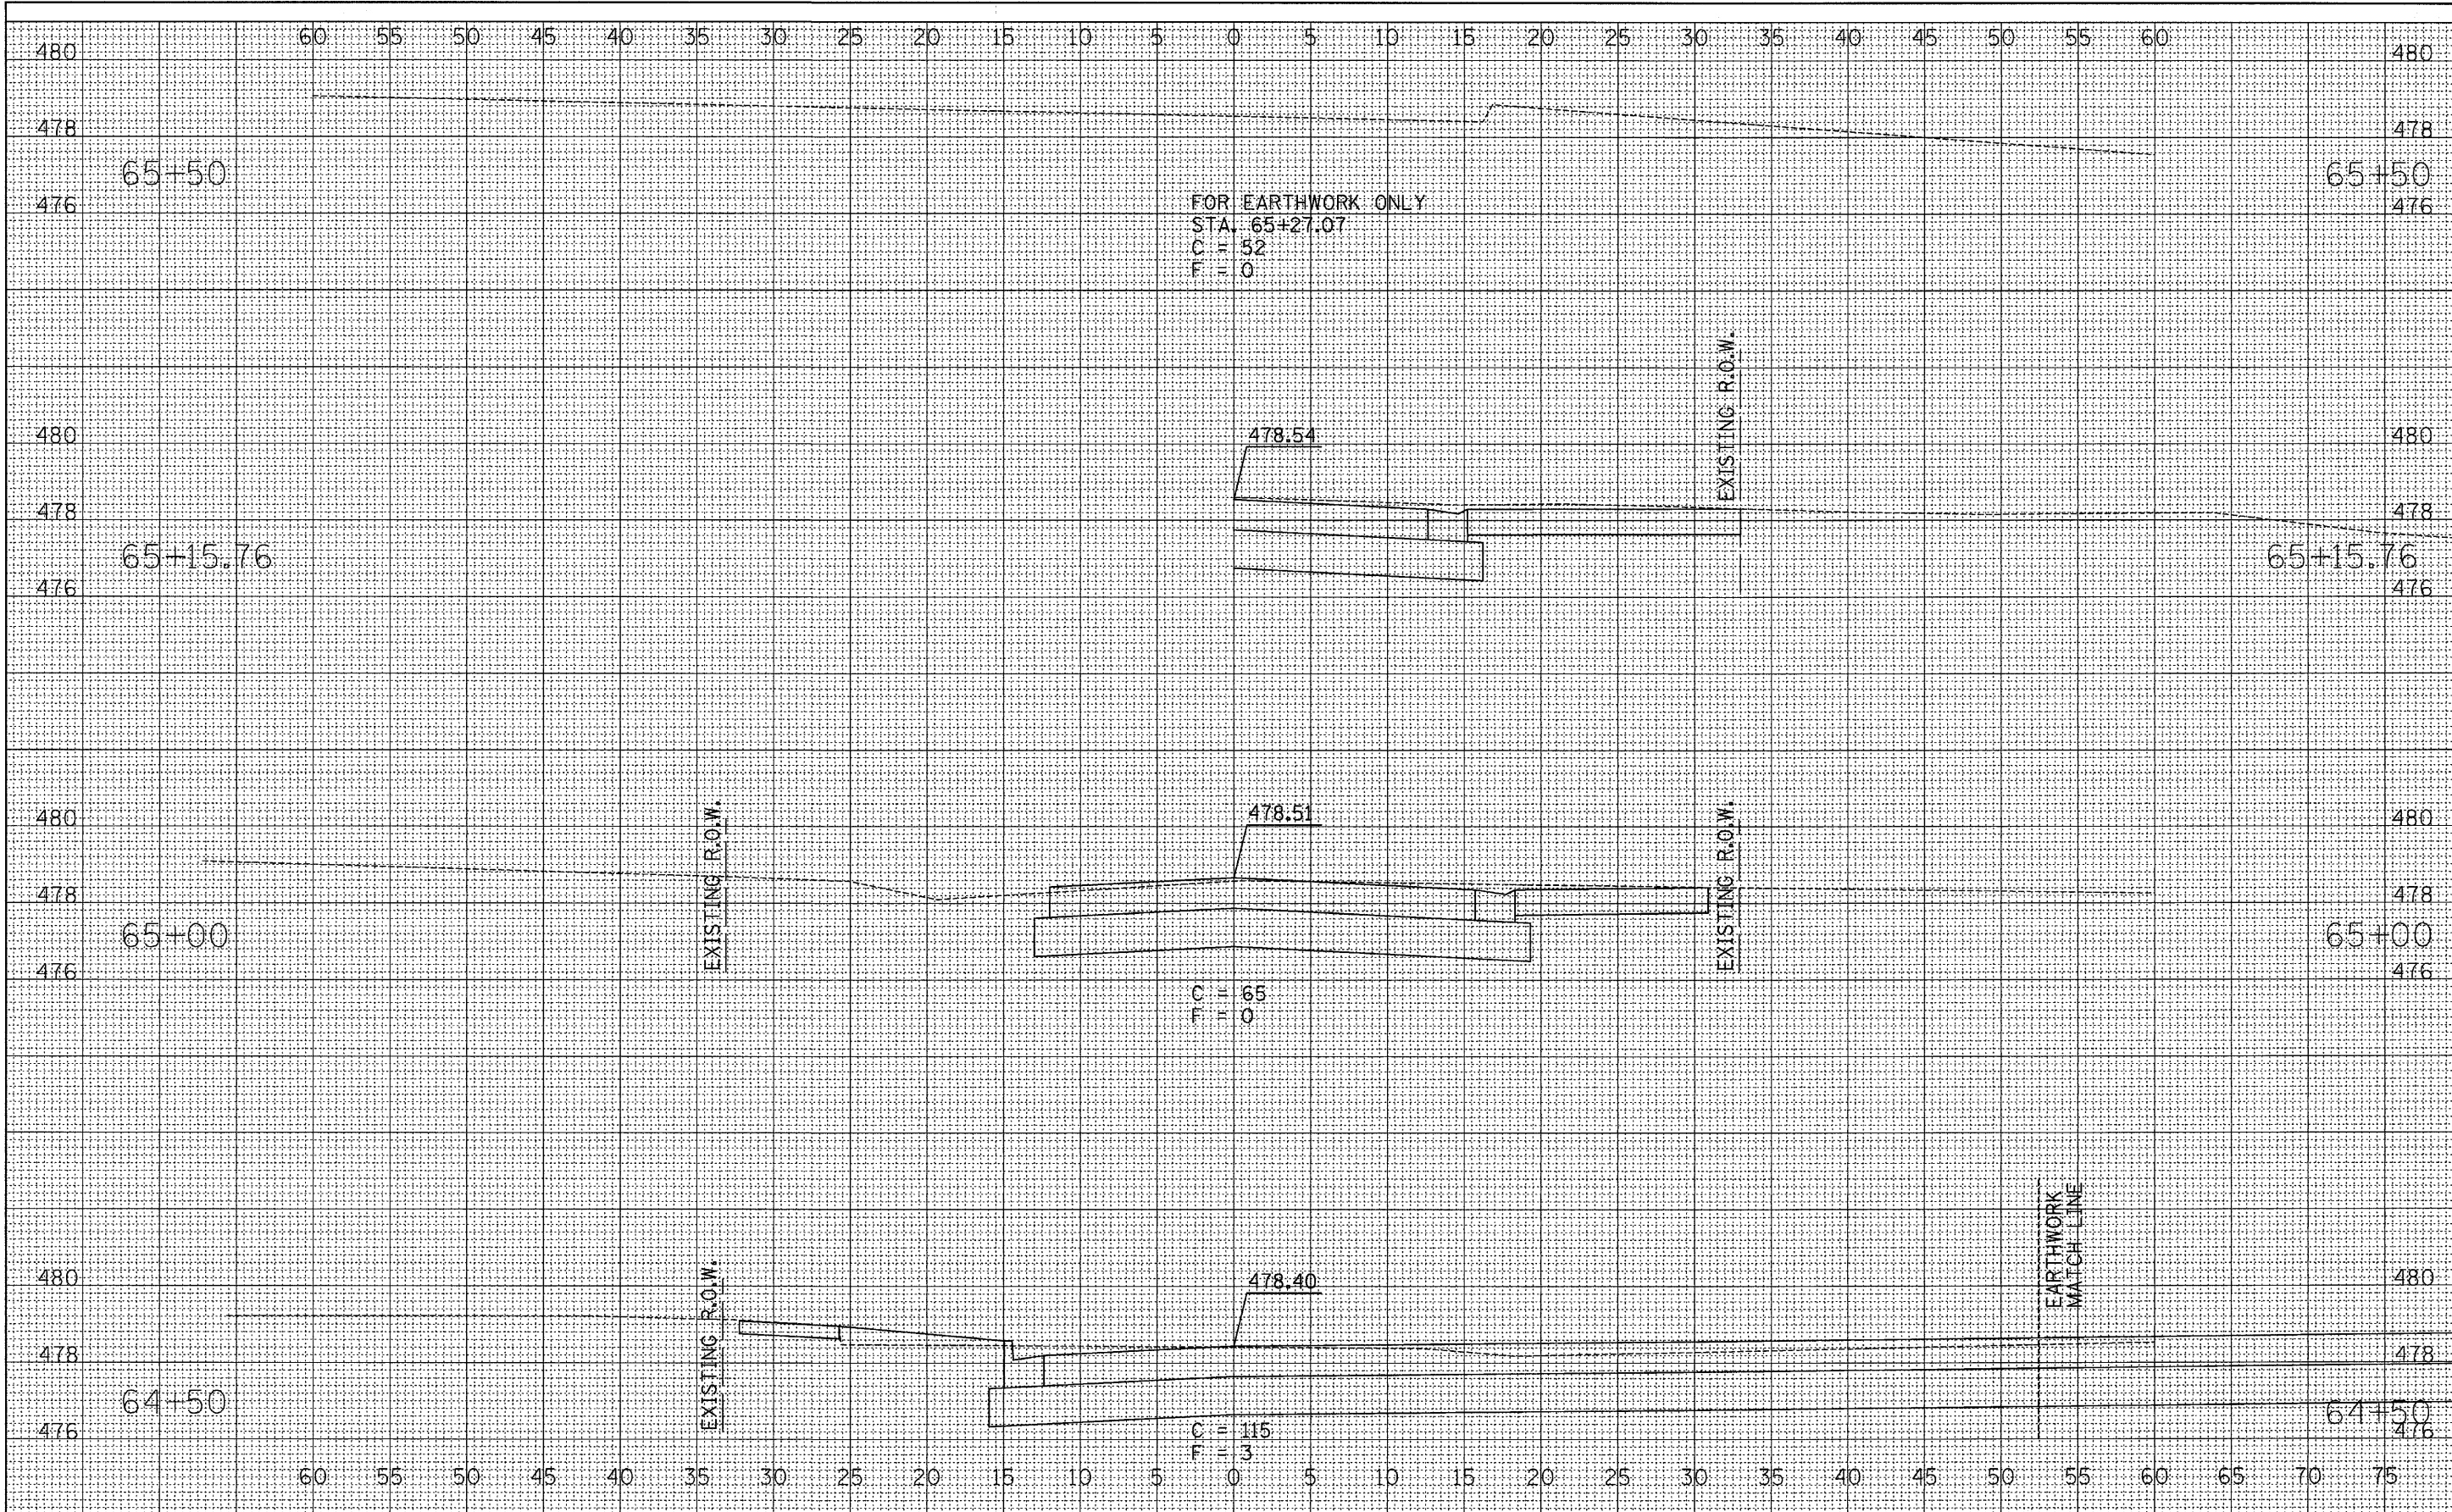 60 55 50 45 40 35 30 25 20 15 10 5 0 5 10 15 20 25 30 35 40 45 50 55 60
480 480
478 478
65+50 65+50
476 476
FOR EARTHWORK ONLY
STA. 65+27.07
C = 52
F = 0
EXISTING R.O.W.
480 478.54 480
478 478
65+15.76 65+15.76
476 476
EXISTING R.O.W.
EXISTING R.O.W.
480 478.51 480
478 478
65+00 65+00
476 476
C = 65
F = 0
EARTHWORK
MATCH LINE
EXISTING R.O.W.
480 478.40 480
478 478
64+50 64+50
476 476
C = 115
F = 3
60 55 50 45 40 35 30 25 20 15 10 5 0 5 10 15 20 25 30 35 40 45 50 55 60 65 70 75